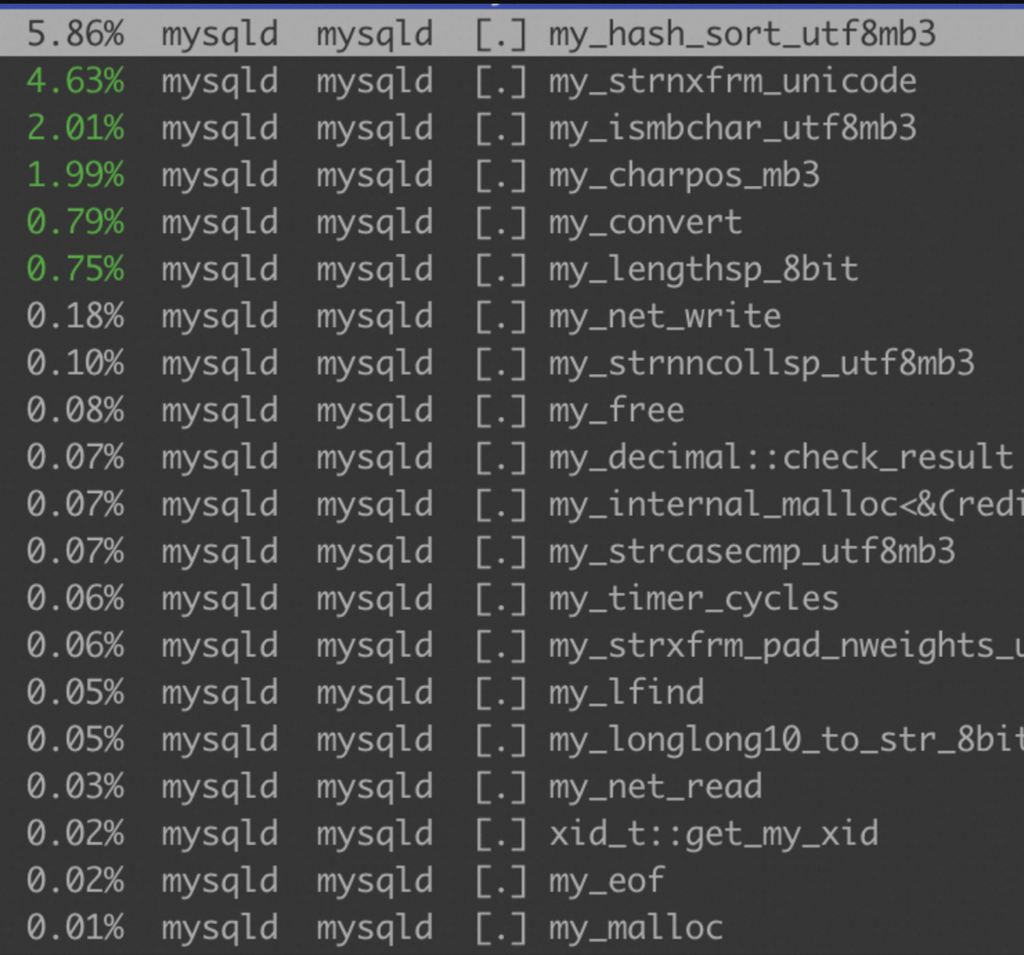 5.86% mysqld mysqld [.] my_hash_sort_utf8mb3
4.63% mysqld mysqld [.] my_strnxfrm_unicode
2.01% mysqld mysqld [.] my_ismbchar_utf8mb3
1.99% mysqld mysqld [.] my_charpos_mb3
0.79% mysqld mysqld [.] my_convert
0.75% mysqld mysqld [.] my_lengthsp_8bit
0.18% mysqld mysqld [.] my_net_write
0.10% mysqld mysqld [.] my_strnncollsp_utf8mb3
0.08% mysqld mysqld [.] my_free
0.07% mysqld mysqld [.] my_decimal::check_result
0.07% mysqld mysqld [.] my_internal_malloc<&(redi
0.07% mysqld mysqld [.] my_strcasecmp_utf8mb3
0.06% mysqld mysqld [.] my_timer_cycles
0.06% mysqld mysqld [.] my_strxfrm_pad_nweights_u
0.05% mysqld mysqld [.] my_lfind
0.05% mysqld mysqld [.] my_longlong10_to_str_8bit
0.03% mysqld mysqld [.] my_net_read
0.02% mysqld mysqld [.] xid_t::get_my_xid
0.02% mysqld mysqld [.] my_eof
0.01% mysqld mysqld [.] my_malloc